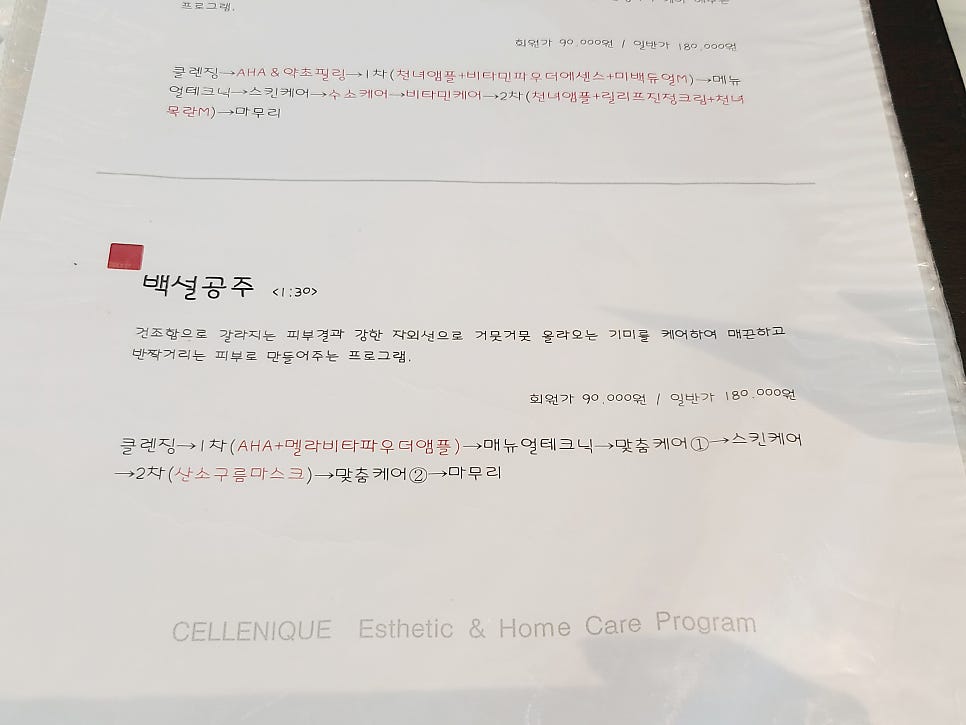 프로그램.
회원가 90,000원 / 일반가 180,000원
클렌징→AHA & 약초필링→1차(천녀앰플+비타민파우더에센스+미백듀얼M)→메뉴
얼테크닉→스킨케어→수소케어→비타민케어→2차(천녀앰플+릴리프진정크림+천녀
목란M)→마무리
백설공주 <1:30>
건조함으로 갈라지는 피부결과 강한 자외선으로 거뭇거뭇 올라오는 기미를 케어하여 매끈하고
반짝거리는 피부로 만들어주는 프로그램.
회원가 90,000원 / 일반가 180,000원
클렌징→1차(AHA+멜라비타파우더앰플)→매뉴얼테크닉→맞춤케어①→스킨케어
→2차(산소구름마스크)→맞춤케어②→마무리
CELLENIQUE Esthetic & Home Care Program